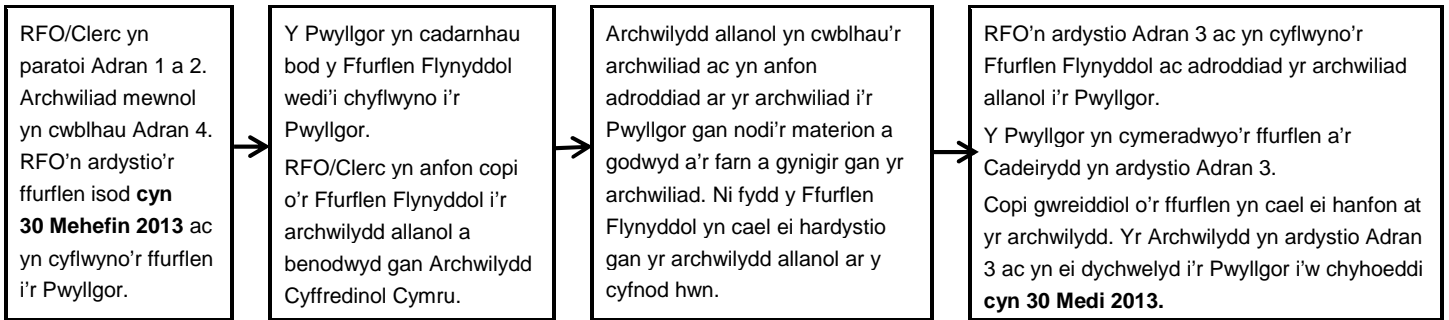 RFO/Clerc yn
paratoi Adran 1 a 2.
Archwiliad mewnol
yn cwblhau Adran 4.
RFO'n ardystio'r
ffurflen isod cyn
30 Mehefin 2013 ac
yn cyflwyno'r ffurflen
i'r Pwyllgor.
Y Pwyllgor yn cadarnhau
bod y Ffurflen Flynyddol
wedi'i chyflwyno i'r
Pwyllgor.
RFO/Clerc yn anfon copi
o'r Ffurflen Flynyddol i'r
archwilydd allanol a
benodwyd gan Archwilydd
Cyffredinol Cymru.
Archwilydd allanol yn cwblhau'r
archwiliad ac yn anfon
adroddiad ar yr archwiliad i'r
Pwyllgor gan nodi'r materion a
godwyd a'r farn a gynigir gan yr
archwiliad. Ni fydd y Ffurflen
Flynyddol yn cael ei hardystio
gan yr archwilydd allanol ar y
cyfnod hwn.
RFO'n ardystio Adran 3 ac yn cyflwyno'r
Ffurflen Flynyddol ac adroddiad yr archwiliad
allanol i'r Pwyllgor.
Y Pwyllgor yn cymeradwyo'r ffurflen a'r
Cadeirydd yn ardystio Adran 3.
Copi gwreiddiol o'r ffurflen yn cael ei hanfon at
yr archwilydd. Yr Archwilydd yn ardystio Adran
3 ac yn ei dychwelyd i'r Pwyllgor i'w chyhoeddi
cyn 30 Medi 2013.